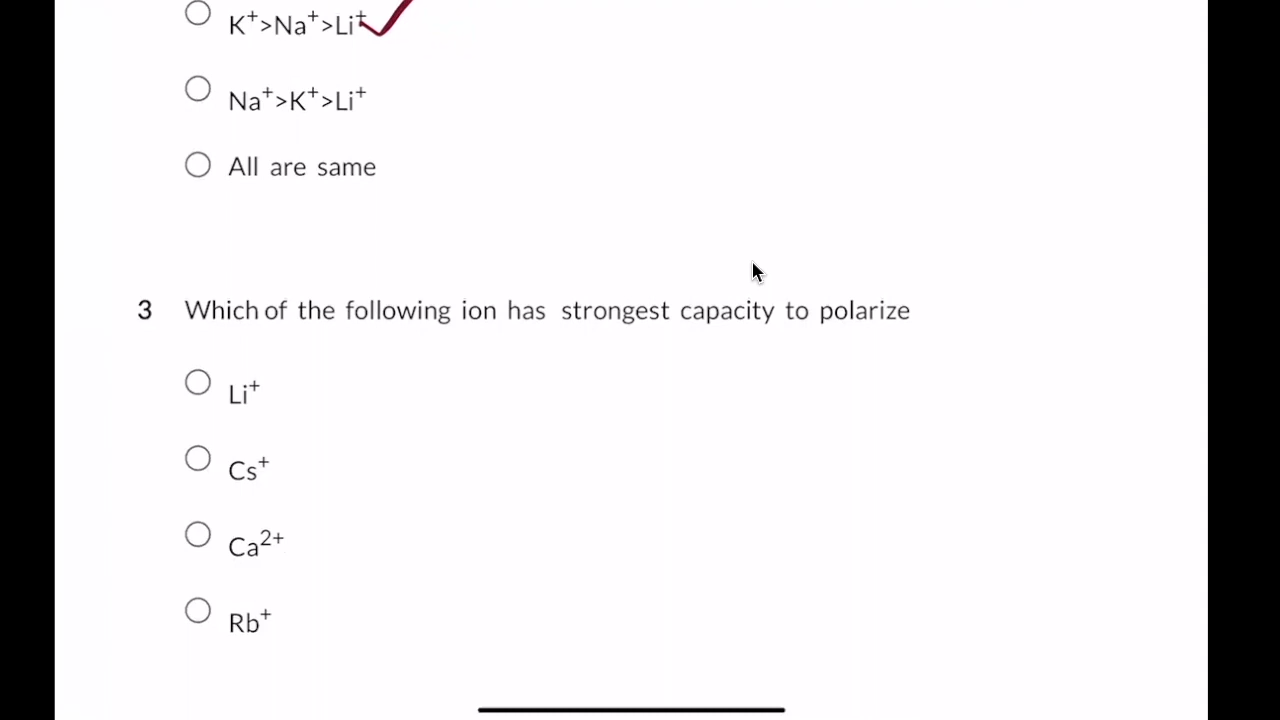 K⁺>Na⁺>Li⁺
Na⁺>K⁺>Li⁺
All are same
3 Which of the following ion has strongest capacity to polarize
Li⁺
Cs⁺
Ca²⁺
Rb⁺